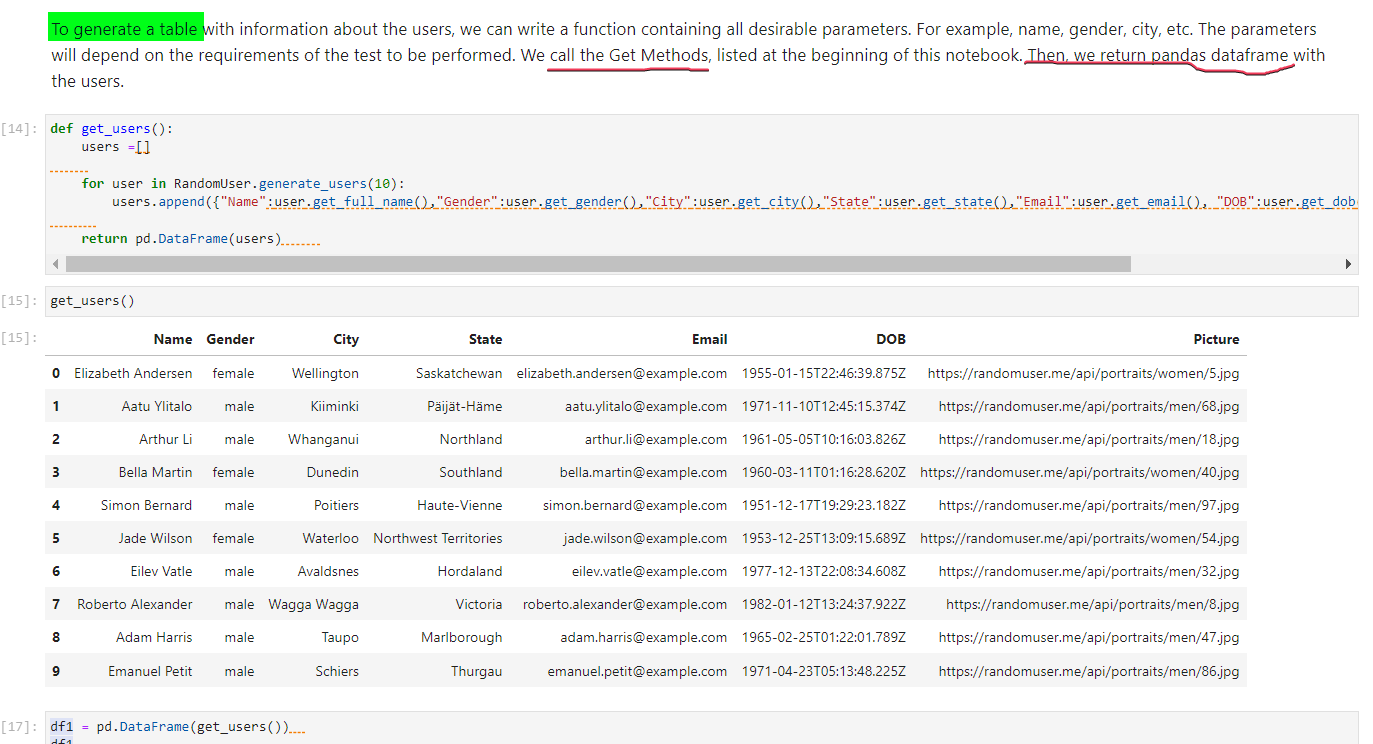 To generate a table with information about the users, we can write a function containing all desirable parameters. For example, name, gender, city, etc. The parameters
will depend on the requirements of the test to be performed. We call the Get Methods, listed at the beginning of this notebook. Then, we return pandas dataframe with
the users.
[14]: def get_users():
users =[]
for user in RandomUser.generate_users(10):
users.append({"Name":user.get_full_name(),"Gender":user.get_gender(),"City":user.get_city(),"State":user.get_state(),"Email":user.get_email(), "DOB":user.get_dob(
return pd.DataFrame(users)
[15]: get_users()
[15]: Name Gender City State Email DOB Picture
0 Elizabeth Andersen female Wellington Saskatchewan elizabeth.andersen@example.com 1955-01-15T22:46:39.875Z https://randomuser.me/api/portraits/women/5.jpg
1 Aatu Ylitalo male Kiiminki Päijät-Häme aatu.ylitalo@example.com 1971-11-10T12:45:15.374Z https://randomuser.me/api/portraits/men/68.jpg
2 Arthur Li male Whanganui Northland arthur.li@example.com 1961-05-05T10:16:03.826Z https://randomuser.me/api/portraits/men/18.jpg
3 Bella Martin female Dunedin Southland bella.martin@example.com 1960-03-11T01:16:28.620Z https://randomuser.me/api/portraits/women/40.jpg
4 Simon Bernard male Poitiers Haute-Vienne simon.bernard@example.com 1951-12-17T19:29:23.182Z https://randomuser.me/api/portraits/men/97.jpg
5 Jade Wilson female Waterloo Northwest Territories jade.wilson@example.com 1953-12-25T13:09:15.689Z https://randomuser.me/api/portraits/women/54.jpg
6 Eilev Vatle male Avaldsnes Hordaland eilev.vatle@example.com 1977-12-13T22:08:34.608Z https://randomuser.me/api/portraits/men/32.jpg
7 Roberto Alexander male Wagga Wagga Victoria roberto.alexander@example.com 1982-01-12T13:24:37.922Z https://randomuser.me/api/portraits/men/8.jpg
8 Adam Harris male Taupo Marlborough adam.harris@example.com 1965-02-25T01:22:01.789Z https://randomuser.me/api/portraits/men/47.jpg
9 Emanuel Petit male Schiers Thurgau emanuel.petit@example.com 1971-04-23T05:13:48.225Z https://randomuser.me/api/portraits/men/86.jpg
[17]: df1 = pd.DataFrame(get_users())
df1